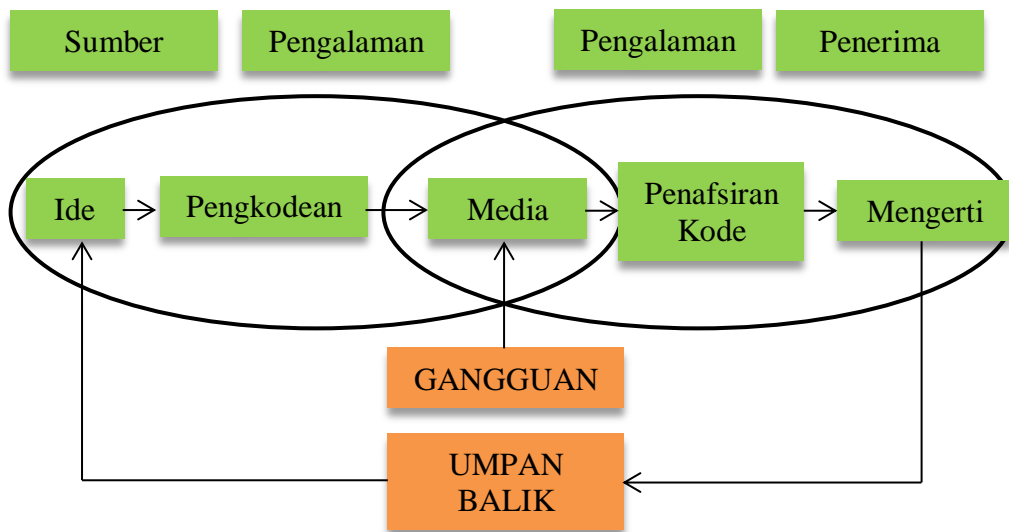 Sumber
Pengalaman
Pengalaman
Penerima
Ide
Pengkodean
Media
Penafsiran
Kode
Mengerti
GANGGUAN
UMPAN
BALIK